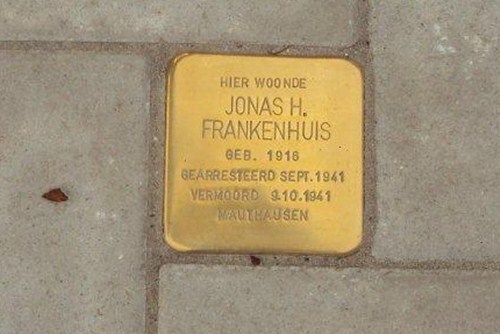 HIER WOONDE
JONAS H.
FRANKENHUIS
GEB. 1916
GEARRESTEERD SEPT. 1941
VERMOORD 9.10.1941
MAUTHAUSEN